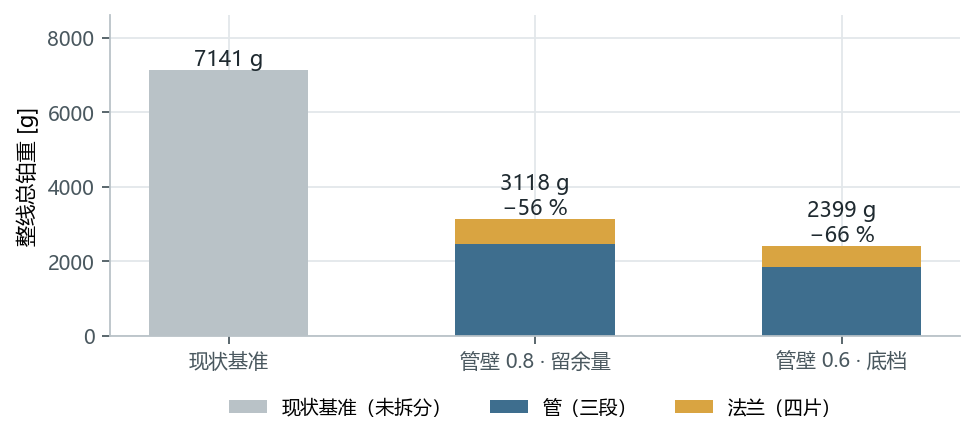 整线总铂重 [g]
8000
6000
4000
2000
0
7141 g
3118 g
−56 %
2399 g
−66 %
现状基准
管壁 0.8 · 留余量
管壁 0.6 · 底档
现状基准（未拆分）
管（三段）
法兰（四片）